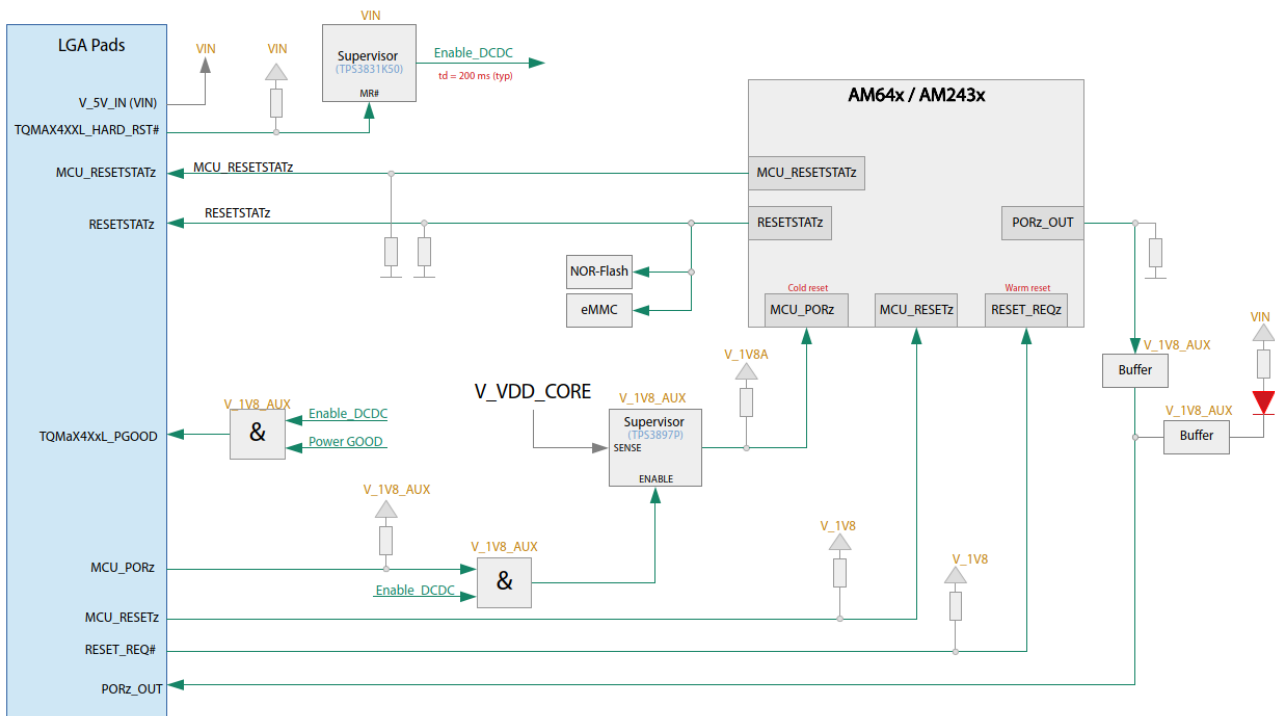 LGA Pads
VIN
VIN
VIN
Supervisor
(TPS3831K50)
MR#
Enable_DCDC
td = 200 ms (typ)
V_5V_IN (VIN)
TQMAX4XXL_HARD_RST#
AM64x / AM243x
MCU_RESETSTATz
MCU_RESETSTATz
MCU_RESETSTATz
RESETSTATz
RESETSTATz
RESETSTATz
PORz_OUT
NOR-Flash
eMMC
Cold reset
MCU_PORz
MCU_RESETz
Warm reset
RESET_REQz
VIN
V_1V8_AUX
Buffer
V_1V8A
V_VDD_CORE
V_1V8_AUX
Supervisor
(TPS3897P)
SENSE
ENABLE
V_1V8_AUX
Buffer
V_1V8_AUX
&
Enable_DCDC
Power GOOD
TQMaX4XxL_PGOOD
V_1V8_AUX
V_1V8_AUX
&
Enable_DCDC
V_1V8
V_1V8
MCU_PORz
MCU_RESETz
RESET_REQ#
PORz_OUT